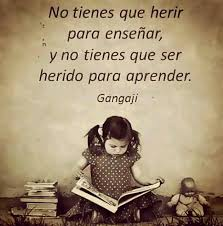 No tienes que herir
para enseñar,
y no tienes que ser
herido para aprender.
Gangaji